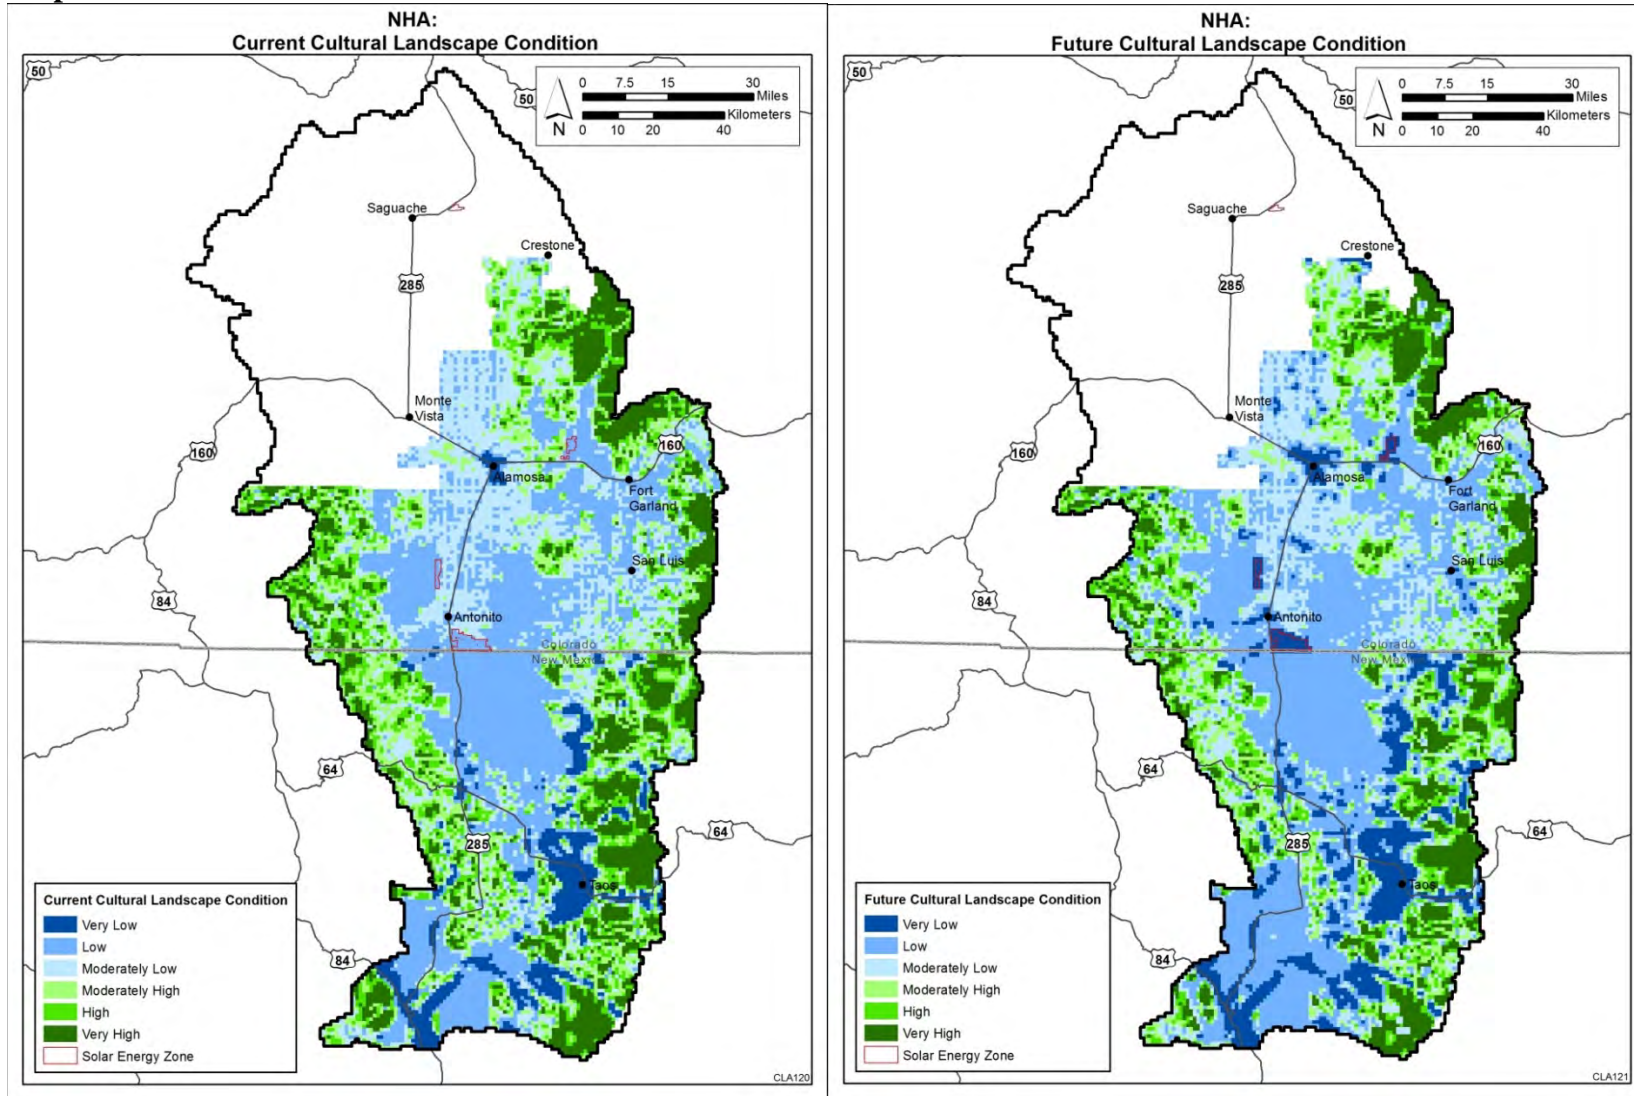 NHA:
Current Cultural Landscape Condition
50
50
0 7.5 15 30
Miles
Kilometers
0 10 20 40
N
Saguache
Crestone
285
Monte
Vista
160
160
Alamosa
Fort
Garland
San Luis
84
Antonito
Colorado
New Mexico
64
64
285
Taos
84
Current Cultural Landscape Condition
Very Low
Low
Moderately Low
Moderately High
High
Very High
Solar Energy Zone
CLA120
NHA:
Future Cultural Landscape Condition
50
50
0 7.5 15 30
Miles
Kilometers
0 10 20 40
N
Saguache
Crestone
285
Monte
Vista
160
160
Alamosa
Fort
Garland
San Luis
84
Antonito
Colorado
New Mexico
64
64
285
Taos
84
Future Cultural Landscape Condition
Very Low
Low
Moderately Low
Moderately High
High
Very High
Solar Energy Zone
CLA121